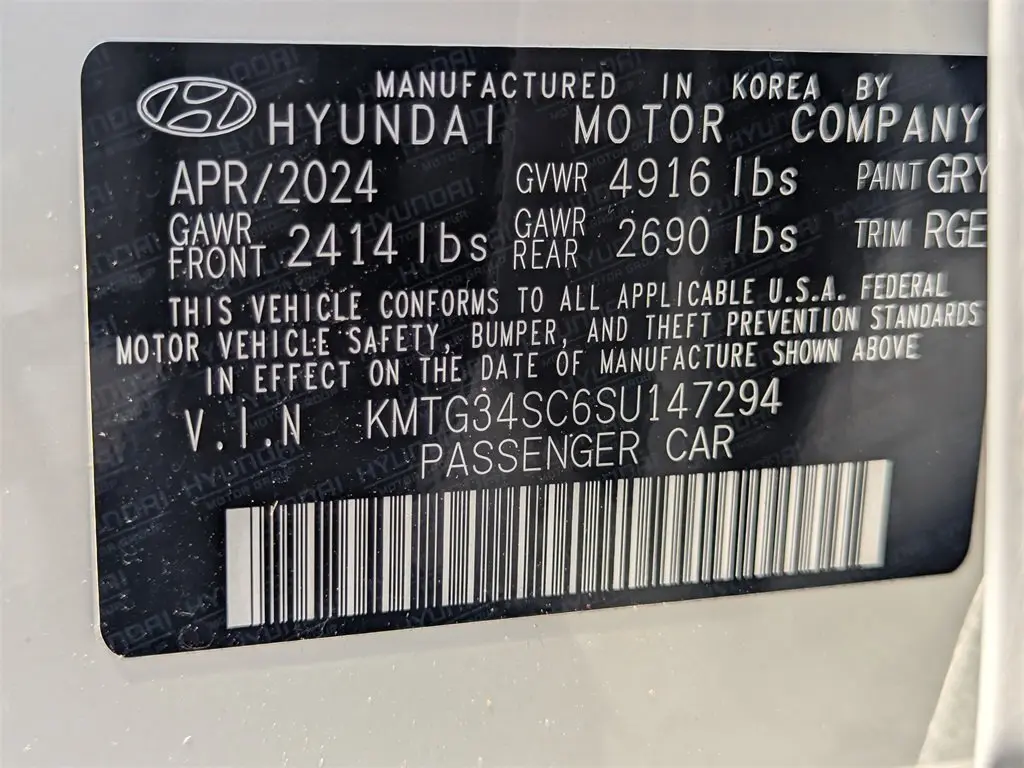 MANUFACTURED IN KOREA BY
HYUNDAI MOTOR COMPANY
APR/2024 GVWR 4916 lbs PAINT GRY
GAWR FRONT 2414 lbs GAWR REAR 2690 lbs TRIM RGE
THIS VEHICLE CONFORMS TO ALL APPLICABLE U.S.A. FEDERAL
MOTOR VEHICLE SAFETY, BUMPER, AND THEFT PREVENTION STANDARDS
IN EFFECT ON THE DATE OF MANUFACTURE SHOWN ABOVE
V.I.N KMTG34SC6SU147294
PASSENGER CAR